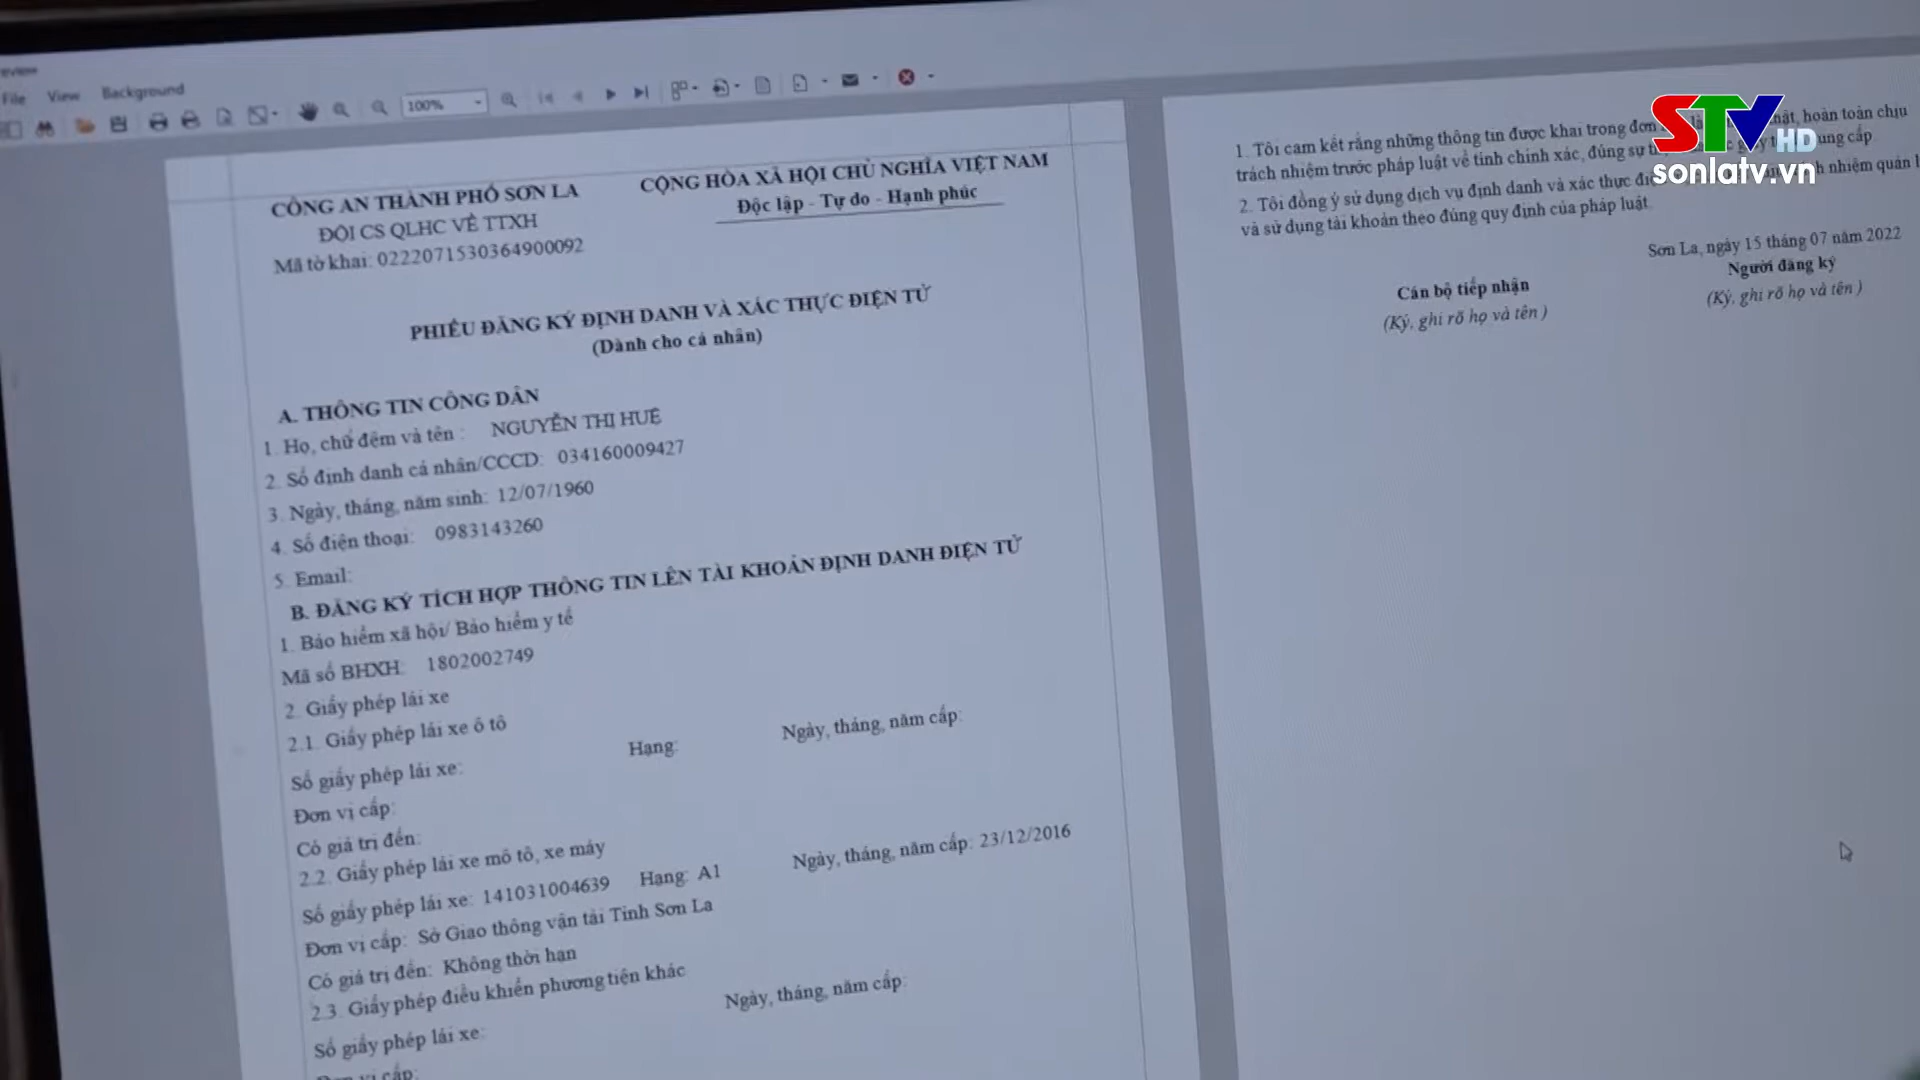 File View Background
100%
CÔNG AN THÀNH PHỐ SƠN LA
ĐỘI CS QLHC VỀ TTXH
Mã tờ khai: 0222071530364900092
CỘNG HÒA XÃ HỘI CHỦ NGHĨA VIỆT NAM
Độc lập - Tự do - Hạnh phúc
PHIẾU ĐĂNG KÝ ĐỊNH DANH VÀ XÁC THỰC ĐIỆN TỬ
(Dành cho cá nhân)
A. THÔNG TIN CÔNG DÂN
1. Họ, chữ đệm và tên : NGUYỄN THỊ HUỆ
2. Số định danh cá nhân/CCCD: 034160009427
3. Ngày, tháng, năm sinh: 12/07/1960
4. Số điện thoại: 0983143260
5. Email:
B. ĐĂNG KÝ TÍCH HỢP THÔNG TIN LÊN TÀI KHOẢN ĐỊNH DANH ĐIỆN TỬ
1. Bảo hiểm xã hội/ Bảo hiểm y tế
Mã số BHXH: 1802002749
2. Giấy phép lái xe
2.1. Giấy phép lái xe ô tô
Số giấy phép lái xe: Hạng: Ngày, tháng, năm cấp:
Đơn vị cấp:
Có giá trị đến:
2.2. Giấy phép lái xe mô tô, xe máy
Số giấy phép lái xe: 141031004639 Hạng: A1 Ngày, tháng, năm cấp: 23/12/2016
Đơn vị cấp: Sở Giao thông vận tải Tỉnh Sơn La
Có giá trị đến: Không thời hạn
2.3. Giấy phép điều khiển phương tiện khác
Số giấy phép lái xe: Ngày, tháng, năm cấp:
Đơn vị cấp:
1. Tôi cam kết rằng những thông tin được khai trong đơn là hoàn toàn chịu
trách nhiệm trước pháp luật về tính chính xác, đúng sự
2. Tôi đồng ý sử dụng dịch vụ định danh và xác thực nhiệm quản
và sử dụng tài khoản theo đúng quy định của pháp luật.
Sơn La, ngày 15 tháng 07 năm 2022
Cán bộ tiếp nhận
(Ký, ghi rõ họ và tên )
Người đăng ký
(Ký, ghi rõ họ và tên )
STV HD
sonlatv.vn